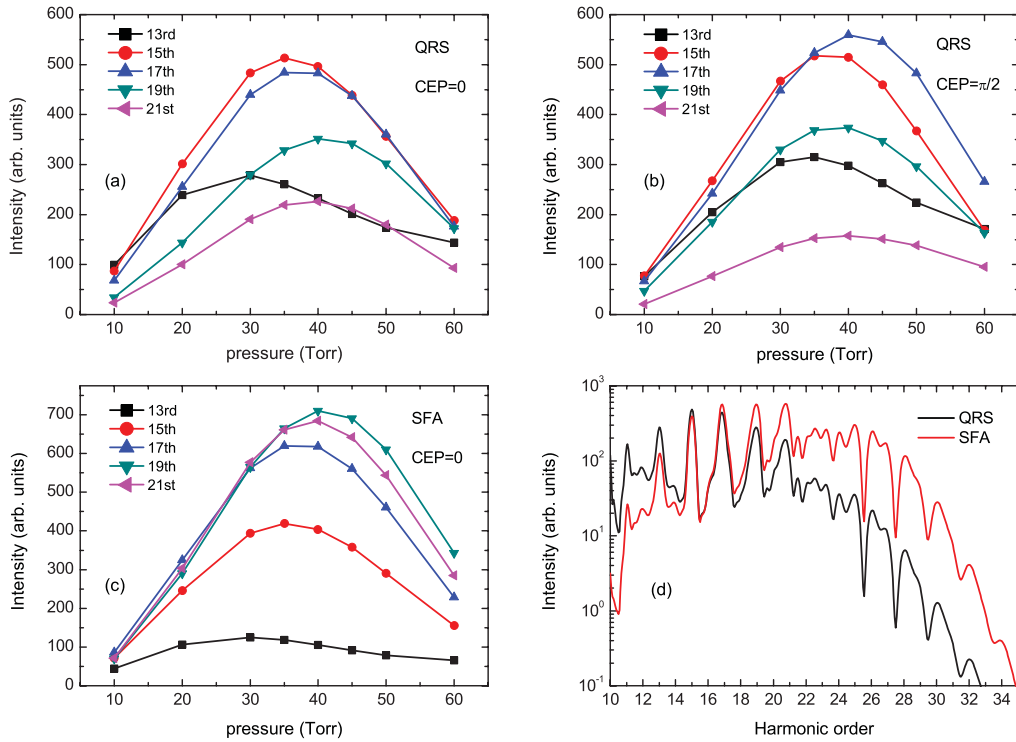 600
500
400
300
200
100
0
Intensity (arb. units)
13rd
15th
17th
19th
21st
QRS
CEP=0
(a)
10 20 30 40 50 60
pressure (Torr)
600
500
400
300
200
100
0
Intensity (arb. units)
13rd
15th
17th
19th
21st
QRS
CEP=π/2
(b)
10 20 30 40 50 60
pressure (Torr)
700
600
500
400
300
200
100
0
Intensity (arb. units)
13rd
15th
17th
19th
21st
SFA
CEP=0
(c)
10 20 30 40 50 60
pressure (Torr)
10³
10²
10¹
10⁰
10⁻¹
Intensity (arb. units)
QRS
SFA
(d)
10 12 14 16 18 20 22 24 26 28 30 32 34
Harmonic order